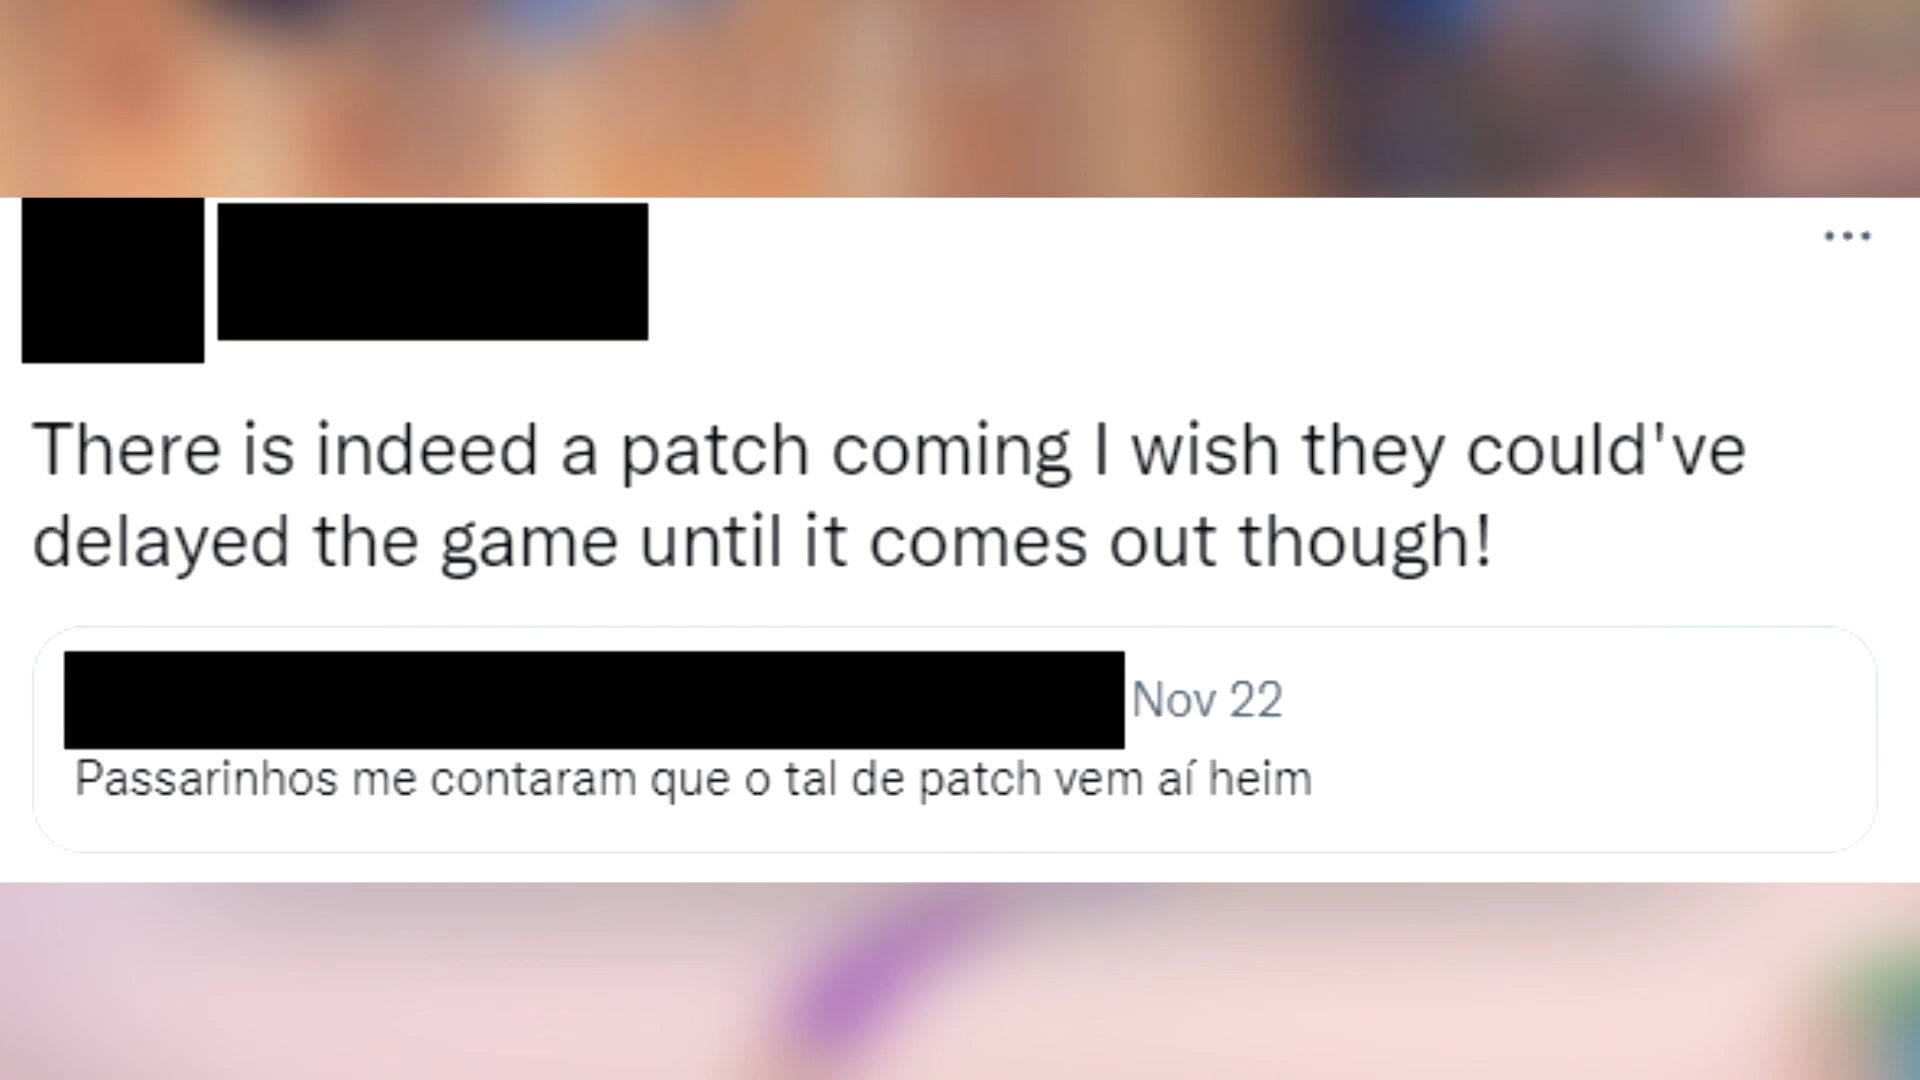 There is indeed a patch coming I wish they could've
delayed the game until it comes out though!
Nov 22
Passarinhos me contaram que o tal de patch vem aí heim